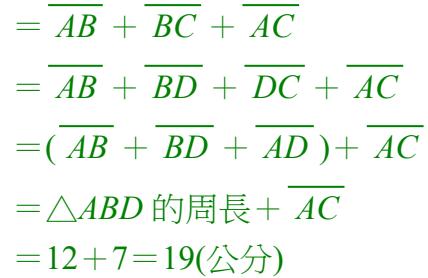 = AB + BC + AC
= AB + BD + DC + AC
=( AB + BD + AD )+ AC
=△ABD 的周長+ AC
=12+7=19(公分)